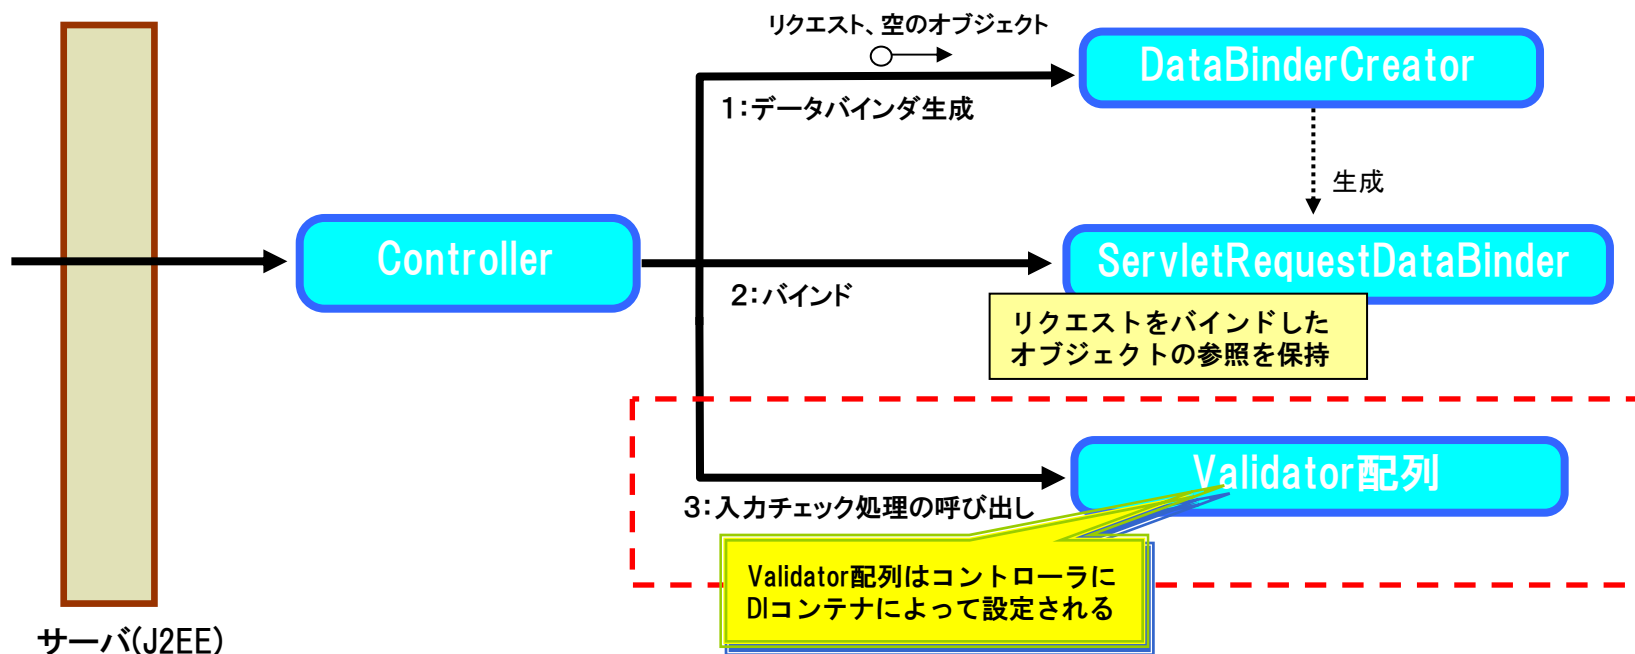 リクエスト、空のオブジェクト
DataBinderCreator
1:データバインダ生成
生成
Controller
ServletRequestDataBinder
2:バインド
リクエストをバインドした
オブジェクトの参照を保持
Validator配列
3:入力チェック処理の呼び出し
Validator配列はコントローラに
DIコンテナによって設定される
サーバ(J2EE)